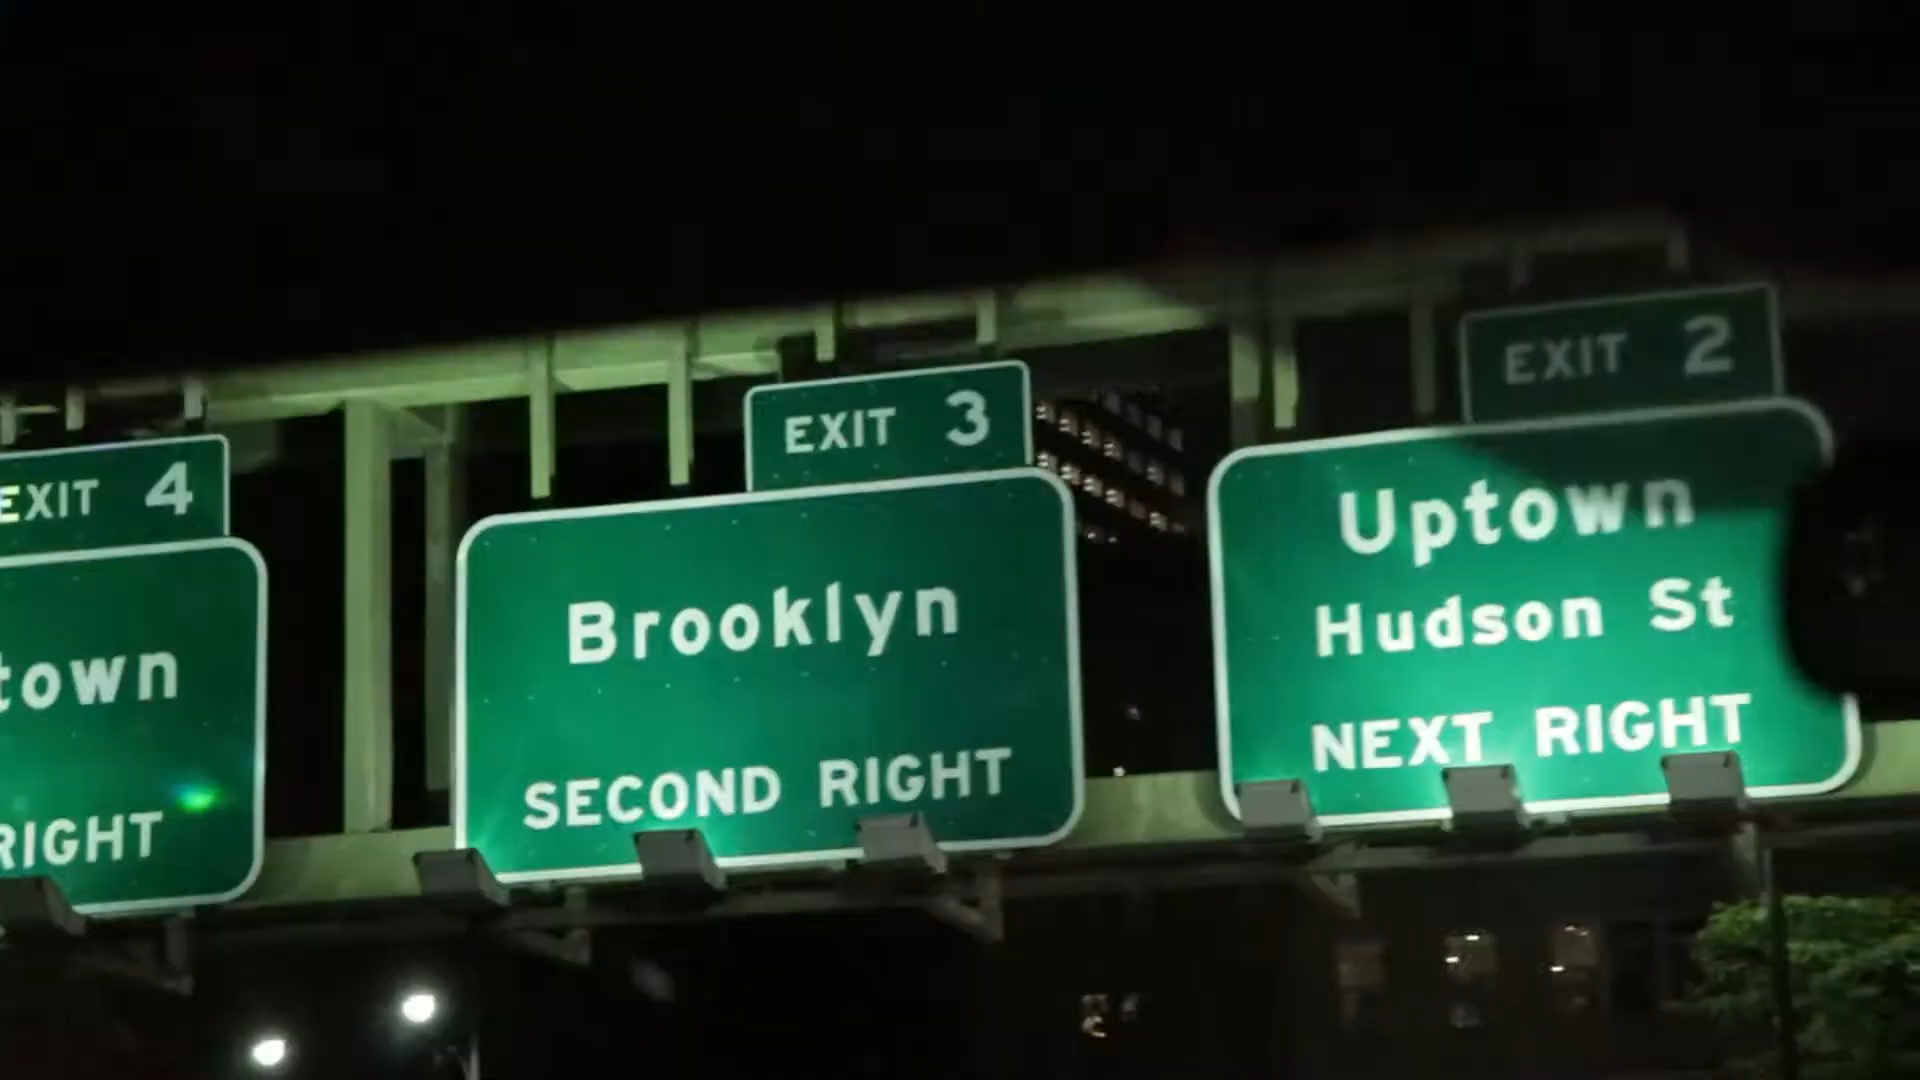 EXIT 4
town
RIGHT
EXIT 3
Brooklyn
SECOND RIGHT
EXIT 2
Uptown
Hudson St
NEXT RIGHT